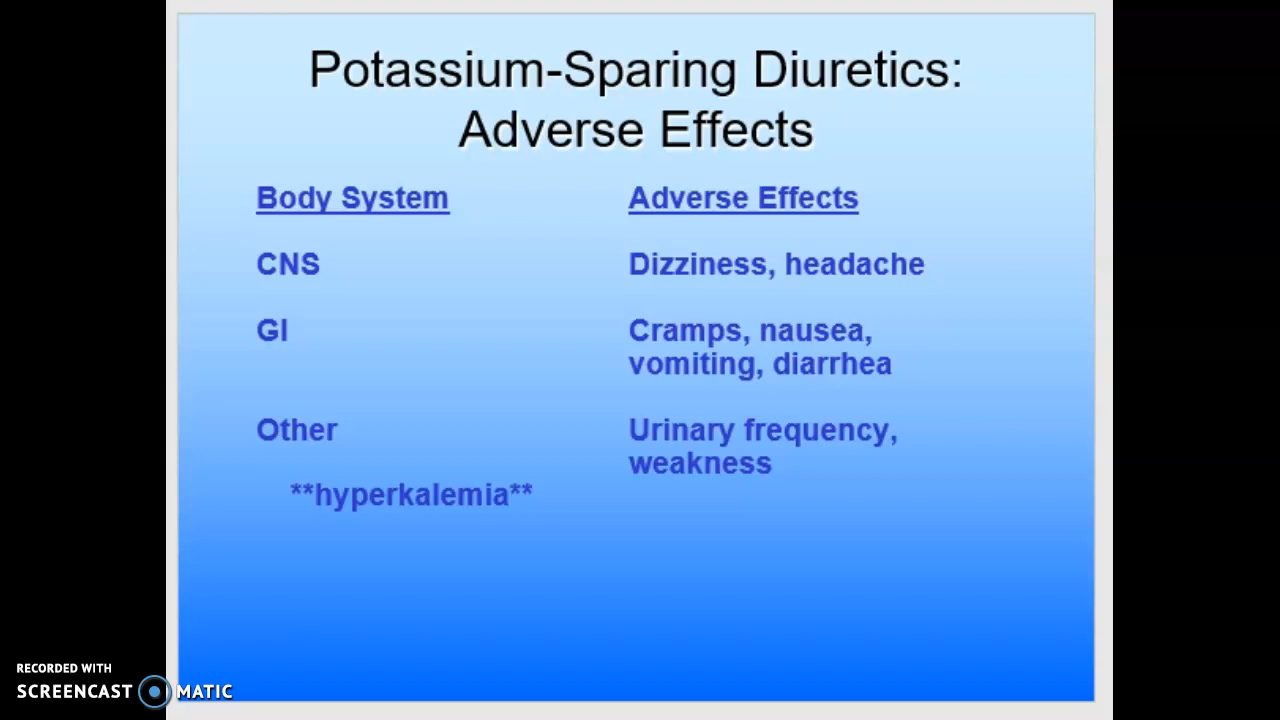 Potassium-Sparing Diuretics:
Adverse Effects
Body System Adverse Effects
CNS Dizziness, headache
GI Cramps, nausea,
vomiting, diarrhea
Other Urinary frequency,
weakness
**hyperkalemia**
RECORDED WITH
SCREENCAST MATIC